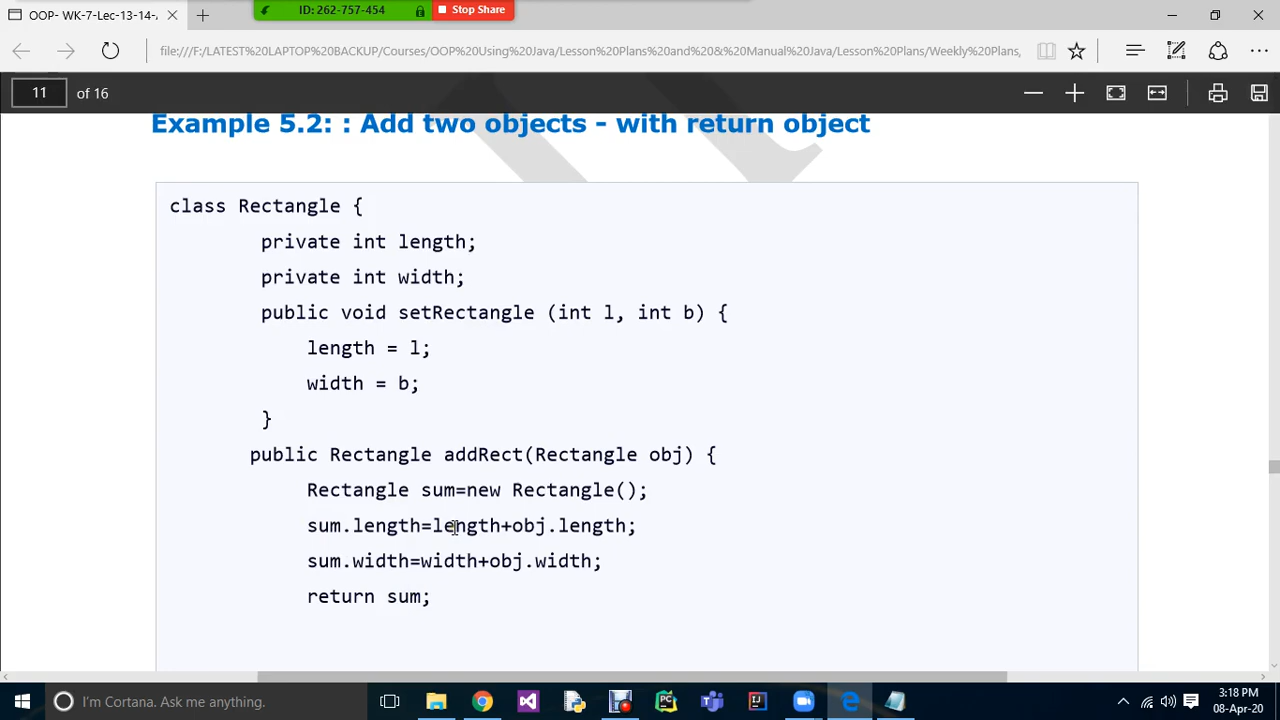 OOP- WK-7-Lec-13-14-
ID: 262-757-454
Stop Share
file:///F:/LATEST%20LAPTOP%20BACKUP/Courses/OOP%20Using%20Java/Lesson%20Plans%20and%20&%20Manual%20Java/Lesson%20Plans/Weekly%20Plans,
11 of 16
Example 5.2: : Add two objects - with return object
class Rectangle {
private int length;
private int width;
public void setRectangle (int l, int b) {
length = l;
width = b;
}
public Rectangle addRect(Rectangle obj) {
Rectangle sum=new Rectangle();
sum.length=length+obj.length;
sum.width=width+obj.width;
return sum;
I'm Cortana. Ask me anything.
3:18 PM
08-Apr-20